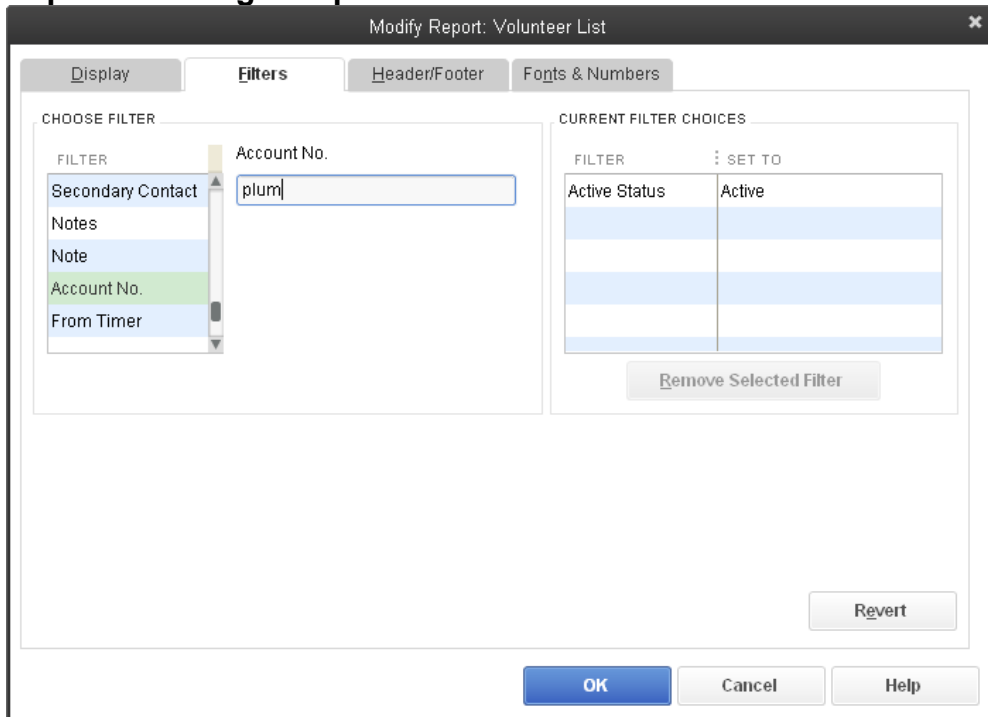 Modify Report: Volunteer List
Display Filters Header/Footer Fonts & Numbers
CHOOSE FILTER
FILTER
Secondary Contact
Notes
Note
Account No.
From Timer
Account No.
plum
CURRENT FILTER CHOICES
FILTER SET TO
Active Status Active
Remove Selected Filter
Revert
OK Cancel Help